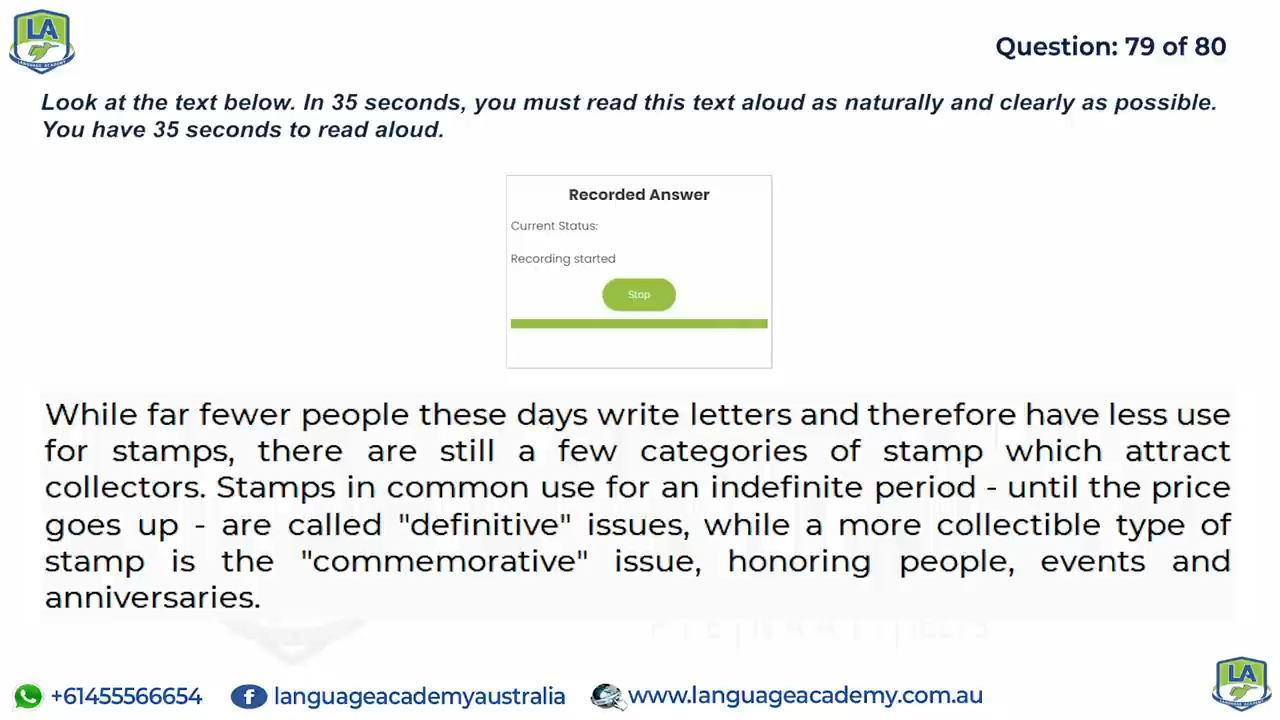 LA
LANGUAGE ACADEMY
Question: 79 of 80
Look at the text below. In 35 seconds, you must read this text aloud as naturally and clearly as possible.
You have 35 seconds to read aloud.
Recorded Answer
Current Status:
Recording started
Stop
While far fewer people these days write letters and therefore have less use
for stamps, there are still a few categories of stamp which attract
collectors. Stamps in common use for an indefinite period - until the price
goes up - are called "definitive" issues, while a more collectible type of
stamp is the "commemorative" issue, honoring people, events and
anniversaries.
+61455566654
languageacademyaustralia
www.languageacademy.com.au
LA